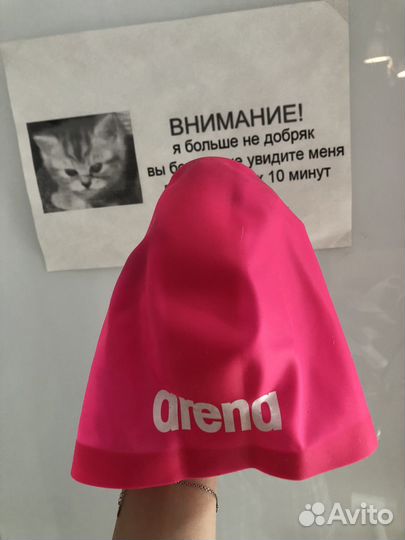 ВНИМАНИЕ!
я больше не добряк
вы увидите меня
10 минут
arena
Avito